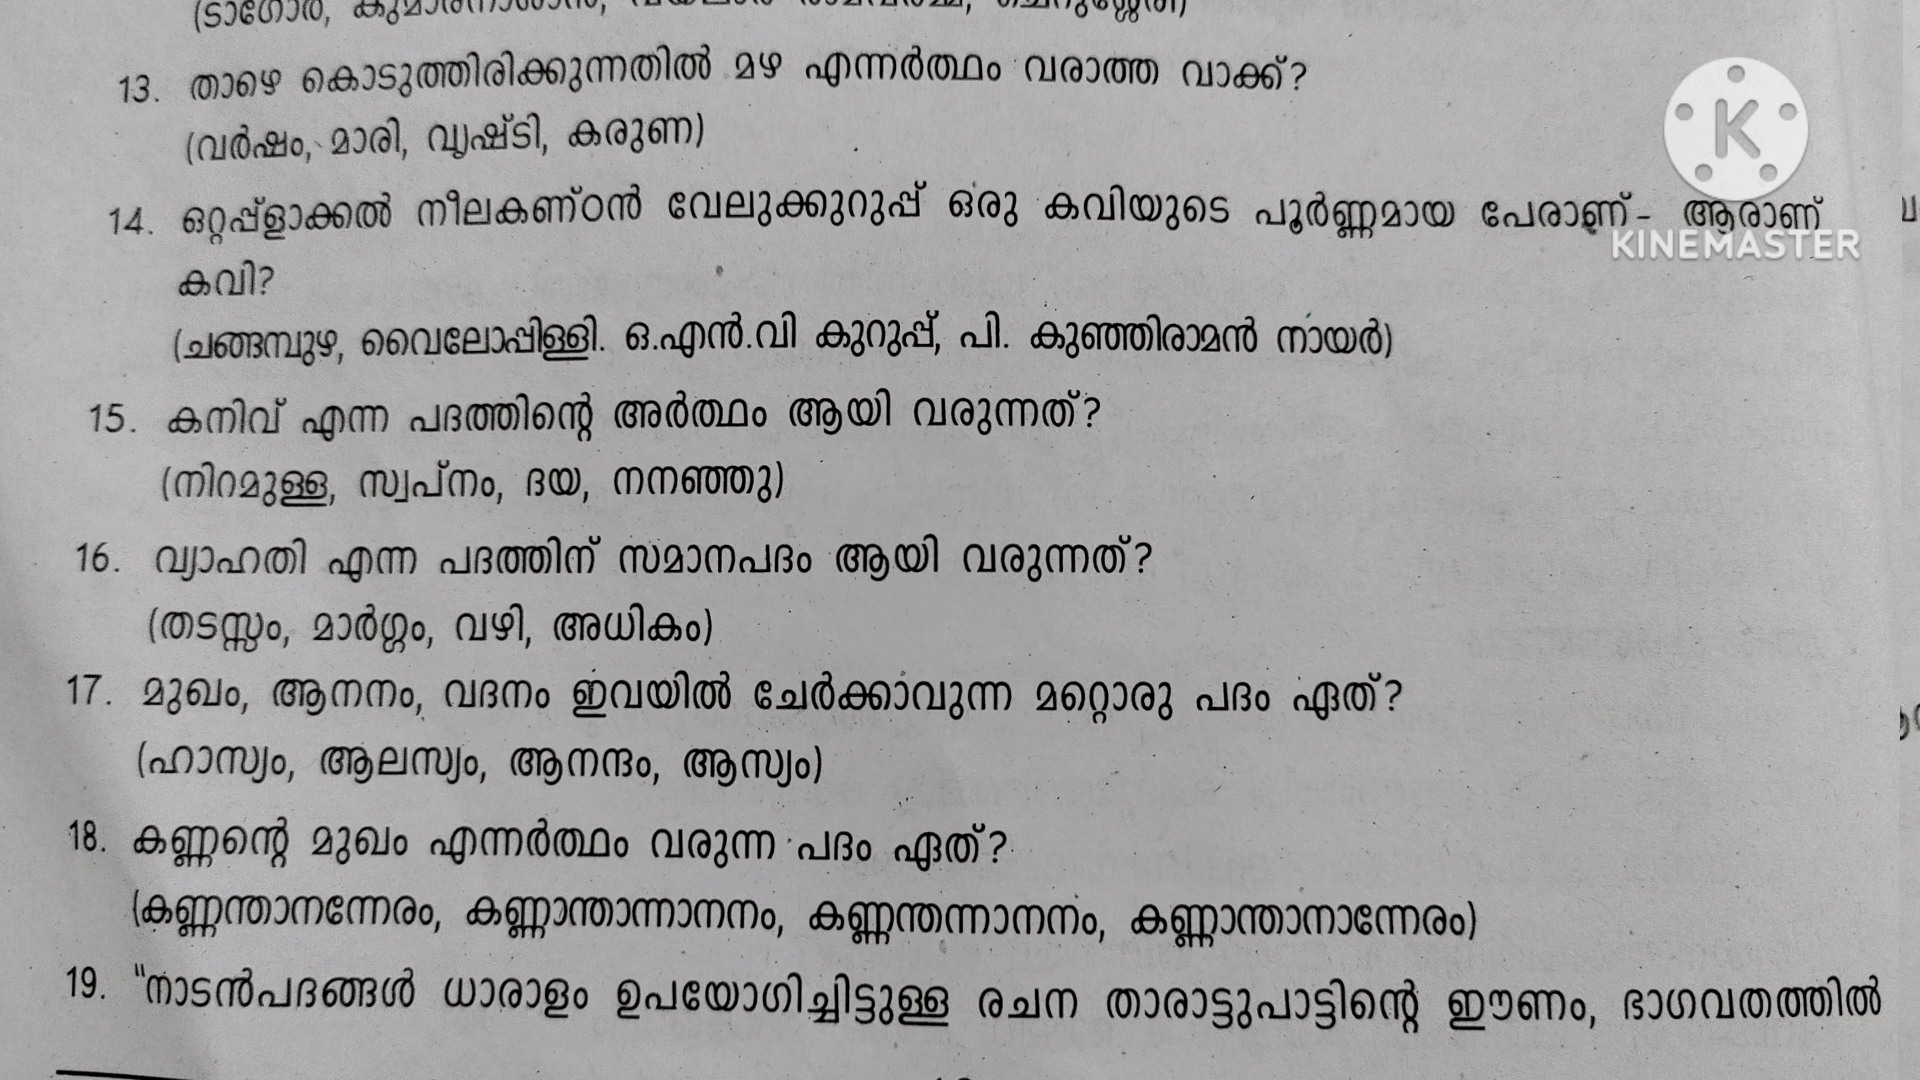 (ടാഗോർ, കുമാരനാശാൻ, വയലാർ രാമവർമ്മ, ചെറുശ്ശേരി)
13. താഴെ കൊടുത്തിരിക്കുന്നതിൽ മഴ എന്നർത്ഥം വരാത്ത വാക്ക്?
(വർഷം, മാരി, വൃഷ്ടി, കരുണ)
14. ഒറ്റപ്ളാക്കൽ നീലകണ്ഠൻ വേലുക്കുറുപ്പ് ഒരു കവിയുടെ പൂർണ്ണമായ പേരാണ്- ആരാണ്
കവി?
(ചങ്ങമ്പുഴ, വൈലോപ്പിള്ളി. ഒ.എൻ.വി കുറുപ്പ്, പി. കുഞ്ഞിരാമൻ നായർ)
15. കനിവ് എന്ന പദത്തിന്റെ അർത്ഥം ആയി വരുന്നത്?
(നിറമുള്ള, സ്വപ്നം, ദയ, നനഞ്ഞു)
16. വ്യാഹതി എന്ന പദത്തിന് സമാനപദം ആയി വരുന്നത്?
(തടസ്സം, മാർഗ്ഗം, വഴി, അധികം)
17. മുഖം, ആനനം, വദനം ഇവയിൽ ചേർക്കാവുന്ന മറ്റൊരു പദം ഏത്?
(ഹാസ്യം, ആലസ്യം, ആനന്ദം, ആസ്യം)
18. കണ്ണന്റെ മുഖം എന്നർത്ഥം വരുന്ന പദം ഏത്?
(കണ്ണന്താനന്നേരം, കണ്ണാന്താന്നാനനം, കണ്ണന്തന്നാനനം, കണ്ണാന്താനാന്നേരം)
19. "നാടൻപദങ്ങൾ ധാരാളം ഉപയോഗിച്ചിട്ടുള്ള രചന താരാട്ടുപാട്ടിന്റെ ഈണം, ഭാഗവതത്തിൽ
K
KINEMASTER